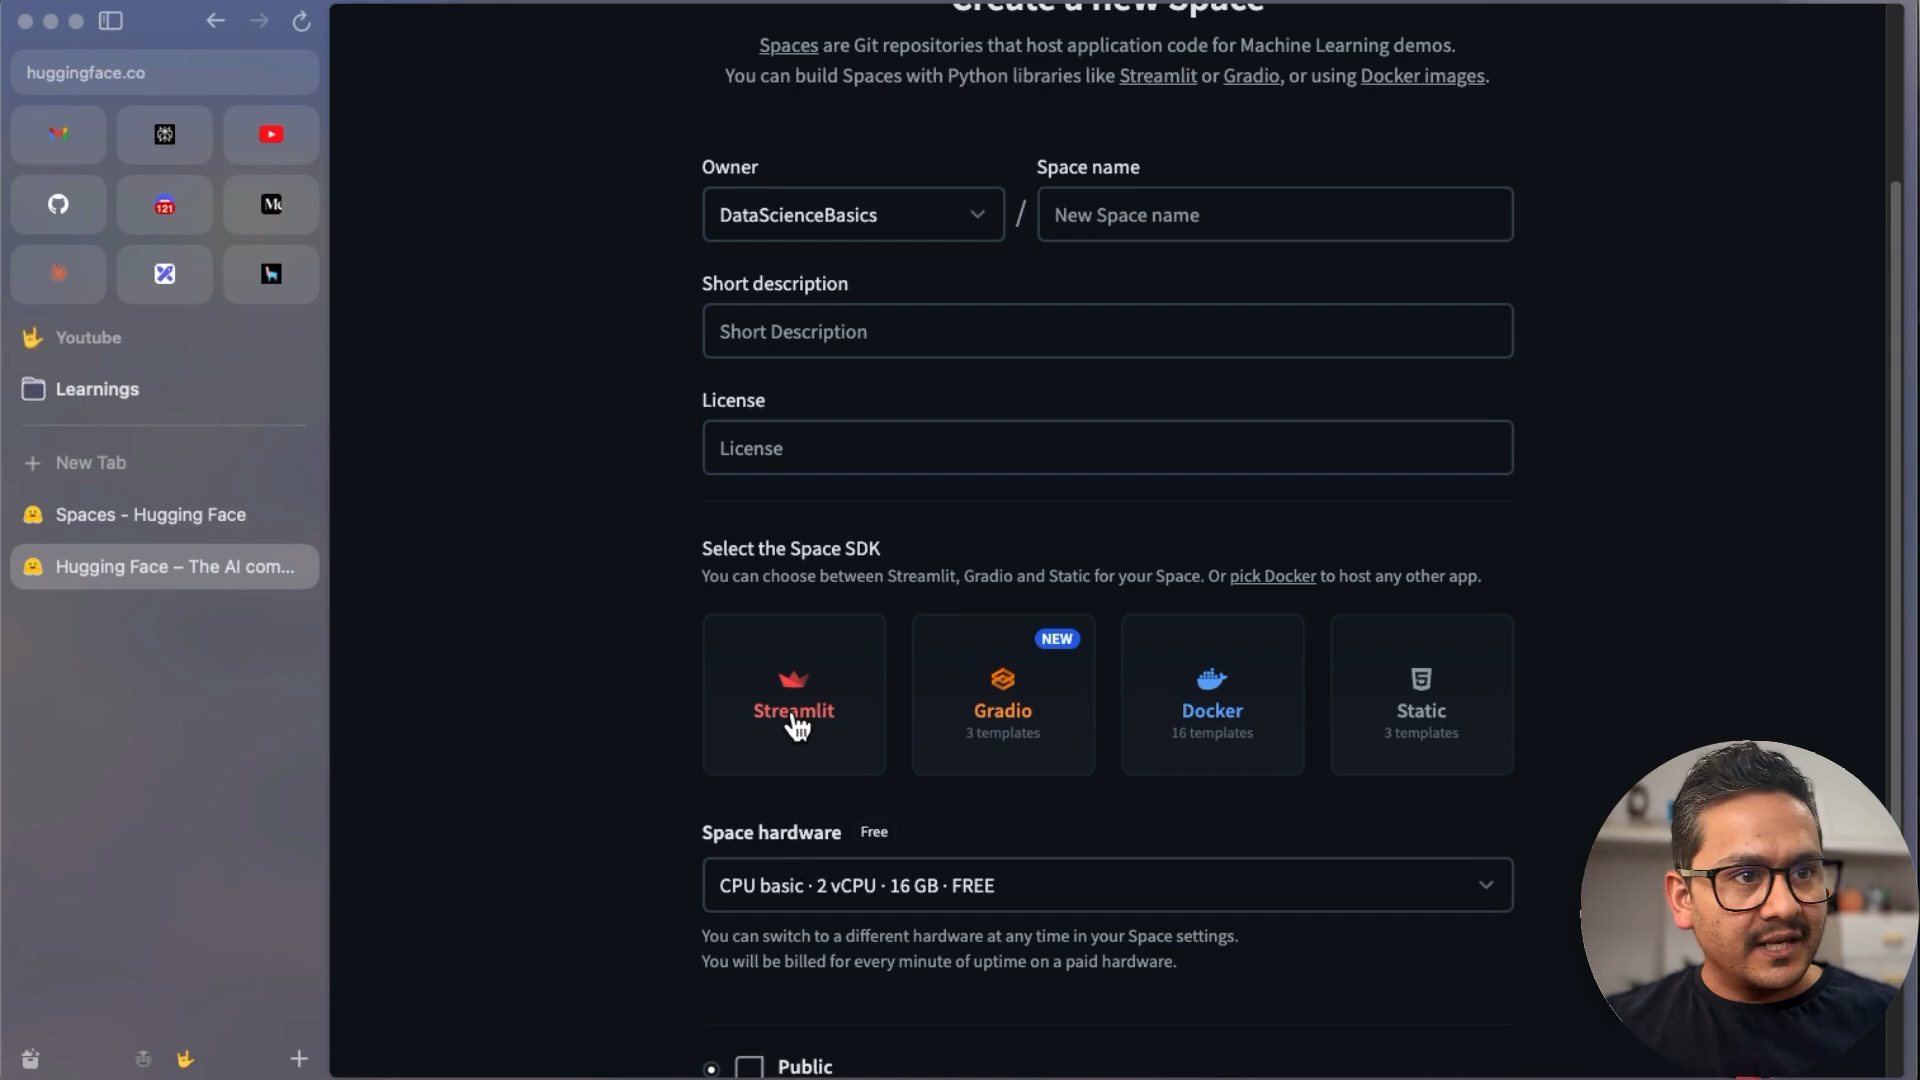 huggingface.co
121
Youtube
Learnings
New Tab
Spaces - Hugging Face
Hugging Face – The AI com...
Create a new Space
Spaces are Git repositories that host application code for Machine Learning demos.
You can build Spaces with Python libraries like Streamlit or Gradio, or using Docker images.
Owner
Space name
DataScienceBasics
/
New Space name
Short description
Short Description
License
License
Select the Space SDK
You can choose between Streamlit, Gradio and Static for your Space. Or pick Docker to host any other app.
NEW
Streamlit
Gradio
3 templates
Docker
16 templates
Static
3 templates
Space hardware Free
CPU basic · 2 vCPU · 16 GB · FREE
You can switch to a different hardware at any time in your Space settings.
You will be billed for every minute of uptime on a paid hardware.
Public